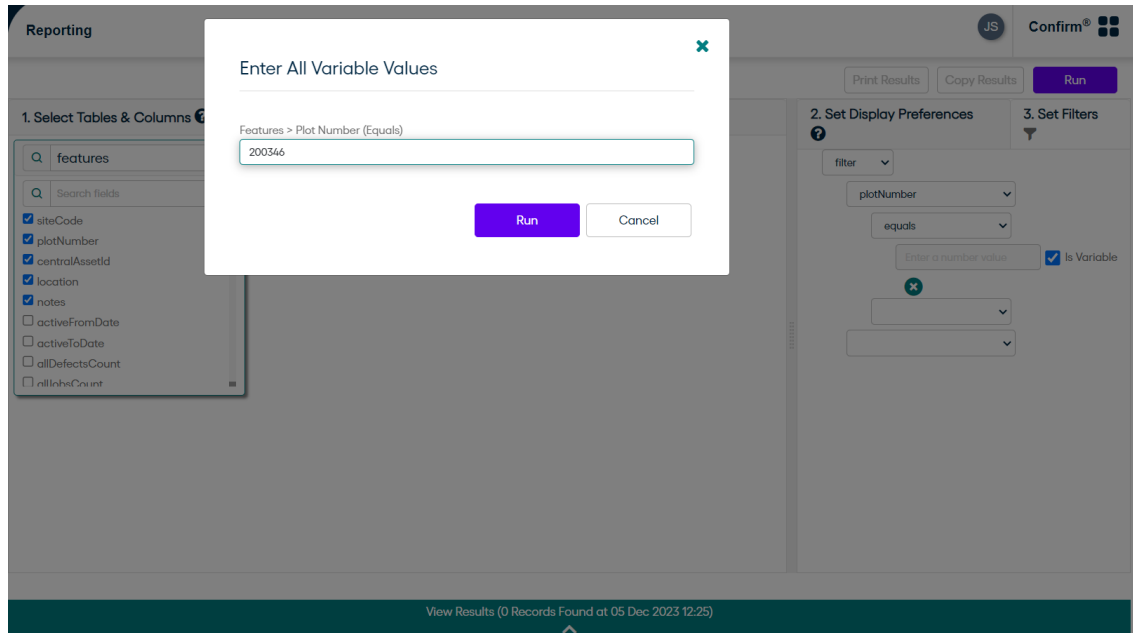 Reporting
JS
Confirm®
Print Results
Copy Results
Run
1. Select Tables & Columns
features
Search fields
siteCode
plotNumber
centralAssetId
location
notes
activeFromDate
activeToDate
allDefectsCount
allJobsCount
Enter All Variable Values
Features > Plot Number (Equals)
200346
Run
Cancel
2. Set Display Preferences
3. Set Filters
filter
plotNumber
equals
Enter a number value
Is Variable
View Results (0 Records Found at 05 Dec 2023 12:25)